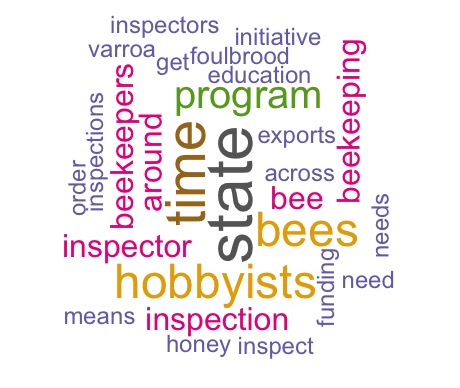 inspectors
initiative
varroa
get
foulbrood
education
program
beekeeping
beekeepers
around
time
state
exports
inspections
order
across
bee
bees
needs
inspector
hobbyists
funding
need
means
inspection
honey
inspect